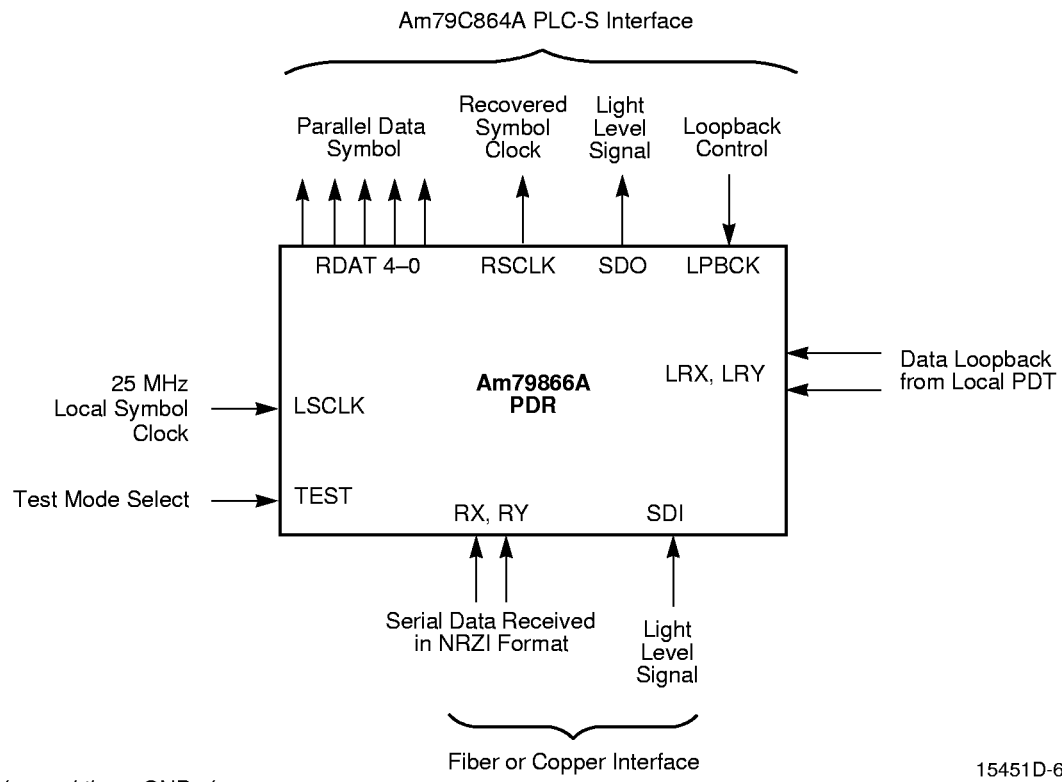 Am79C864A PLC-S Interface
Parallel Data
Symbol
Recovered
Symbol
Clock
Light
Level
Signal
Loopback
Control
RDAT 4–0
RSCLK
SDO
LPBCK
25 MHz
Local Symbol
Clock
LSCLK
Am79866A
PDR
LRX, LRY
Data Loopback
from Local PDT
Test Mode Select
TEST
RX, RY
SDI
Serial Data Received
in NRZI Format
Light
Level
Signal
Fiber or Copper Interface
15451D-6